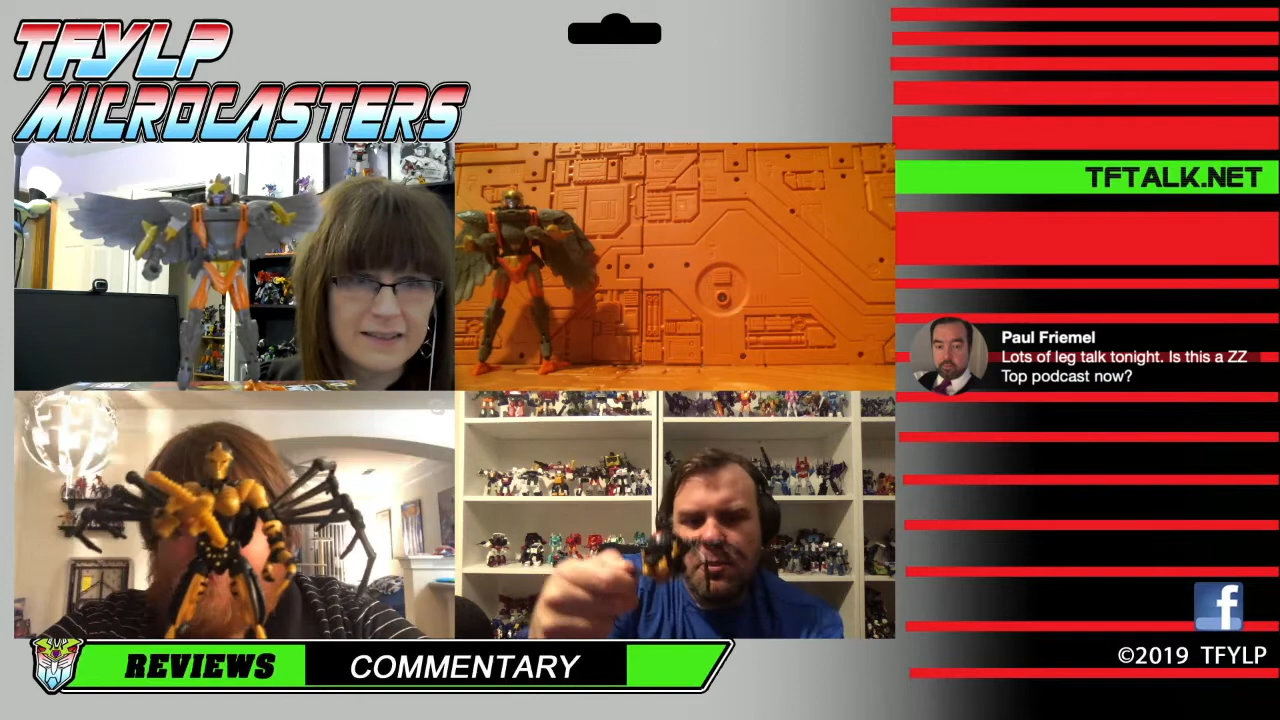 TFYLP
MICROCASTERS
TFTALK.NET
Paul Friemel
Lots of leg talk tonight. Is this a ZZ
Top podcast now?
REVIEWS
COMMENTARY
f
©2019 TFYLP